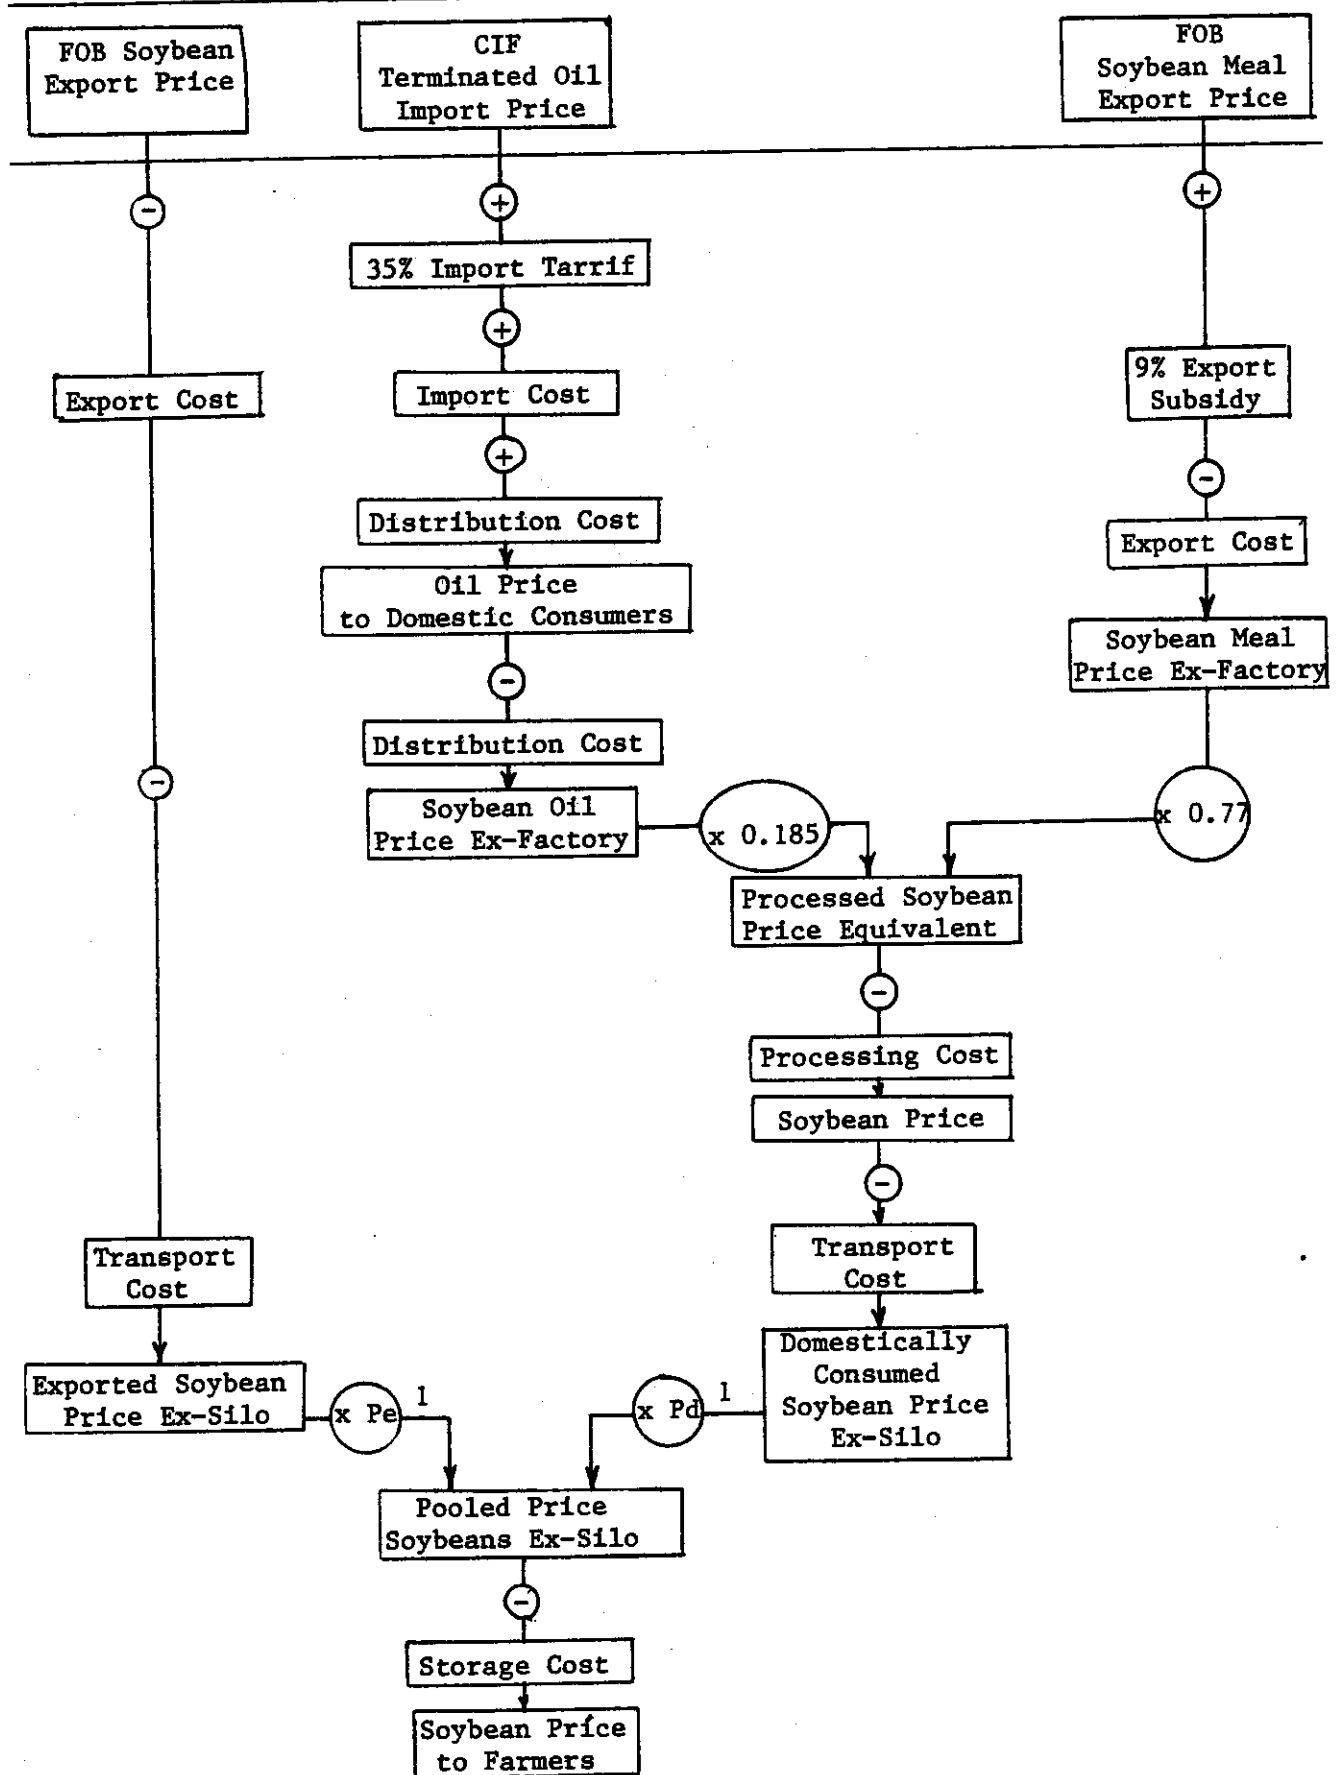 FOB Soybean
Export Price
CIF
Terminated Oil
Import Price
FOB
Soybean Meal
Export Price
-
+
+
35% Import Tarrif
+
Export Cost
Import Cost
9% Export
Subsidy
+
-
Distribution Cost
Export Cost
Oil Price
to Domestic Consumers
Soybean Meal
Price Ex-Factory
-
Distribution Cost
-
Soybean Oil
Price Ex-Factory
x 0.185
x 0.77
Processed Soybean
Price Equivalent
-
Processing Cost
Soybean Price
-
Transport
Cost
Transport
Cost
Exported Soybean
Price Ex-Silo
x Pe
1
x Pd
1
Domestically
Consumed
Soybean Price
Ex-Silo
Pooled Price
Soybeans Ex-Silo
-
Storage Cost
Soybean Price
to Farmers